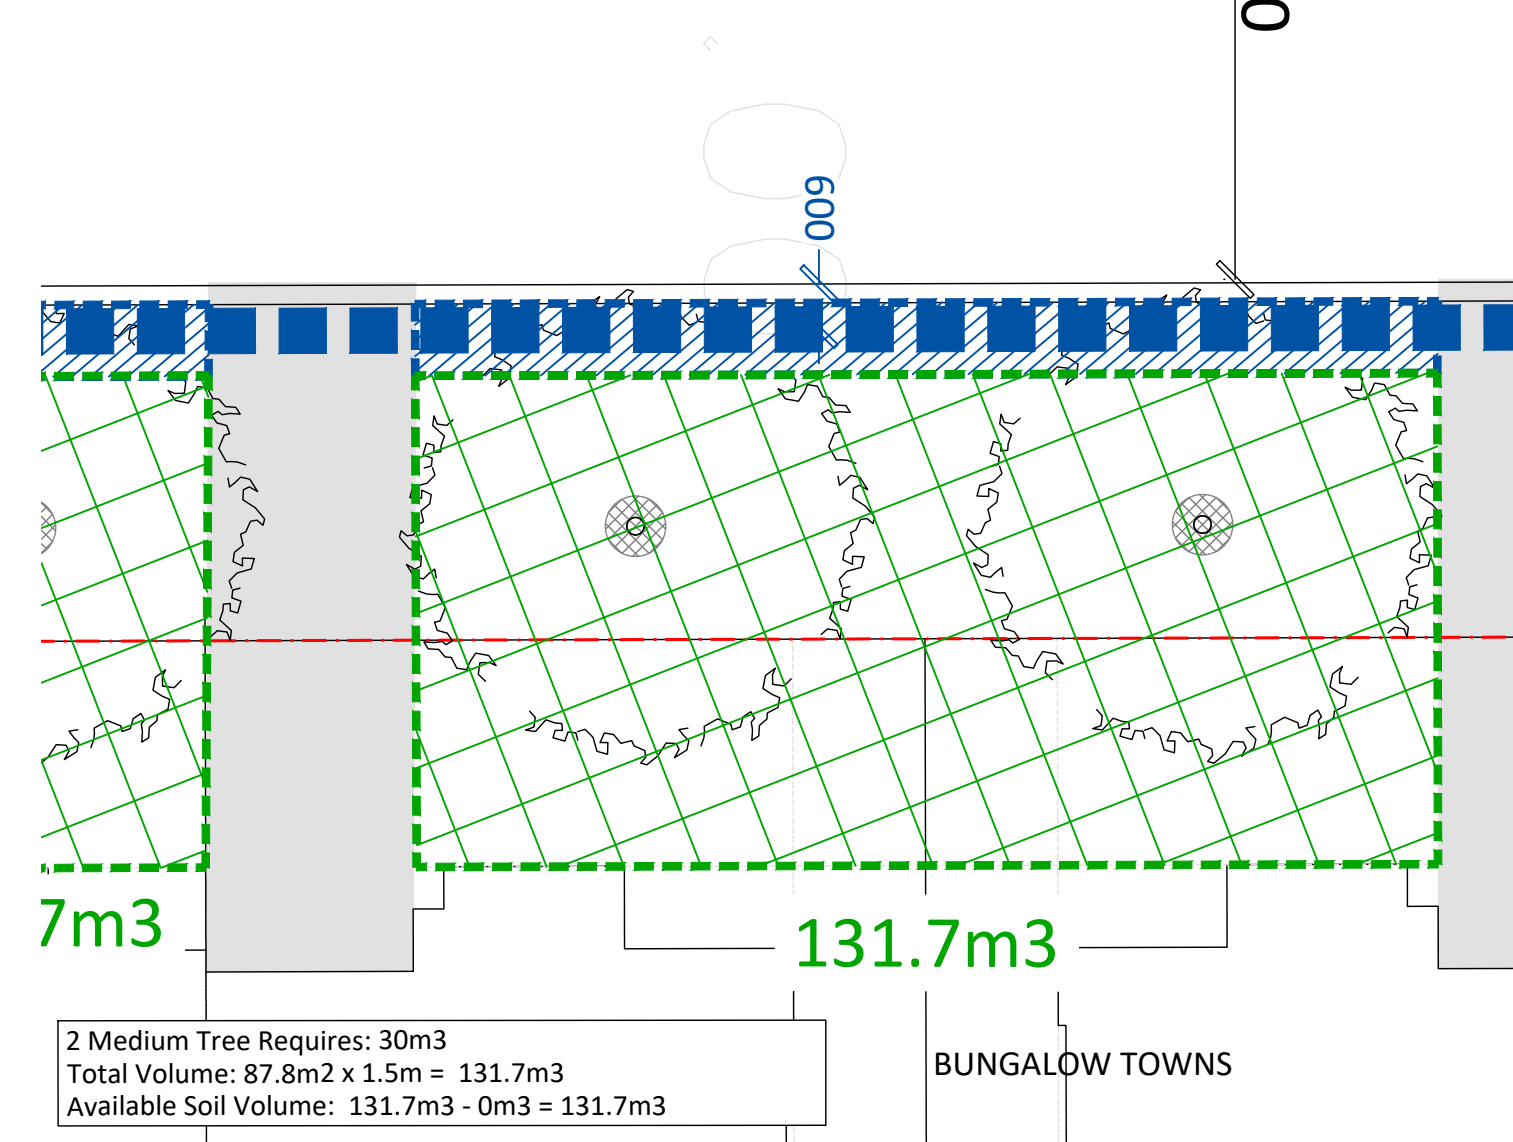 0
600
7m3
131.7m3
2 Medium Tree Requires: 30m3
Total Volume: 87.8m2 x 1.5m = 131.7m3
Available Soil Volume: 131.7m3 - 0m3 = 131.7m3
BUNGALOW TOWNS